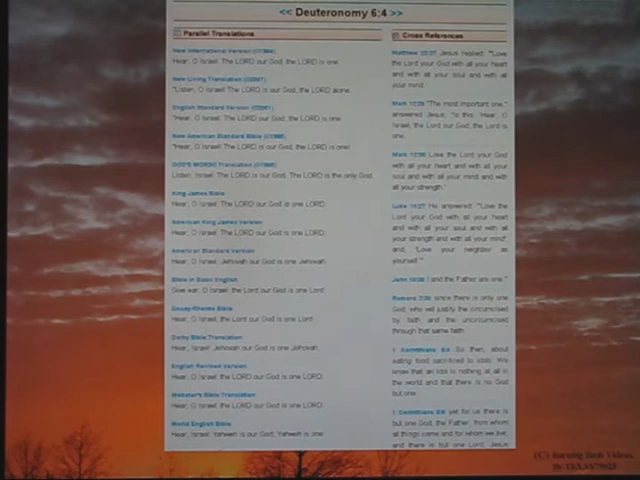 << Deuteronomy 6:4 >>
Parallel Translations
New International Version (©1984)
Hear, O Israel: The LORD our God, the LORD is one.
New Living Translation (©2007)
"Listen, O Israel! The LORD is our God, the LORD alone.
English Standard Version (©2001)
"Hear, O Israel: The LORD our God, the LORD is one.
New American Standard Bible (©1995)
"Hear, O Israel! The LORD is our God, the LORD is one!
GOD'S WORD® Translation (©1995)
Listen, Israel: The LORD is our God. The LORD is the only God.
King James Bible
Hear, O Israel: The LORD our God is one LORD:
American King James Version
Hear, O Israel: The LORD our God is one LORD:
American Standard Version
Hear, O Israel: Jehovah our God is one Jehovah:
Bible in Basic English
Give ear, O Israel: the Lord our God is one Lord:
Douay-Rheims Bible
Hear, O Israel, the Lord our God is one Lord.
Darby Bible Translation
Hear, Israel: Jehovah our God is one Jehovah;
English Revised Version
Hear, O Israel: the LORD our God is one LORD:
Webster's Bible Translation
Hear, O Israel: the LORD our God is one LORD:
World English Bible
Hear, Israel: Yahweh is our God; Yahweh is one:
Cross References
Matthew 22:37 Jesus replied: "'Love
the Lord your God with all your heart
and with all your soul and with all
your mind.'
Mark 12:29 "The most important one,"
answered Jesus, "is this: 'Hear, O
Israel, the Lord our God, the Lord is
one.
Mark 12:30 Love the Lord your God
with all your heart and with all your
soul and with all your mind and with
all your strength.'
Luke 10:27 He answered: "'Love the
Lord your God with all your heart
and with all your soul and with all
your strength and with all your mind';
and, 'Love your neighbor as
yourself.'"
John 10:30 I and the Father are one."
Romans 3:30 since there is only one
God, who will justify the circumcised
by faith and the uncircumcised
through that same faith.
1 Corinthians 8:4 So then, about
eating food sacrificed to idols: We
know that an idol is nothing at all in
the world and that there is no God
but one.
1 Corinthians 8:6 yet for us there is
but one God, the Father, from whom
all things came and for whom we live;
and there is but one Lord, Jesus
(C) Burning Bush Videos
By TEXAV7902